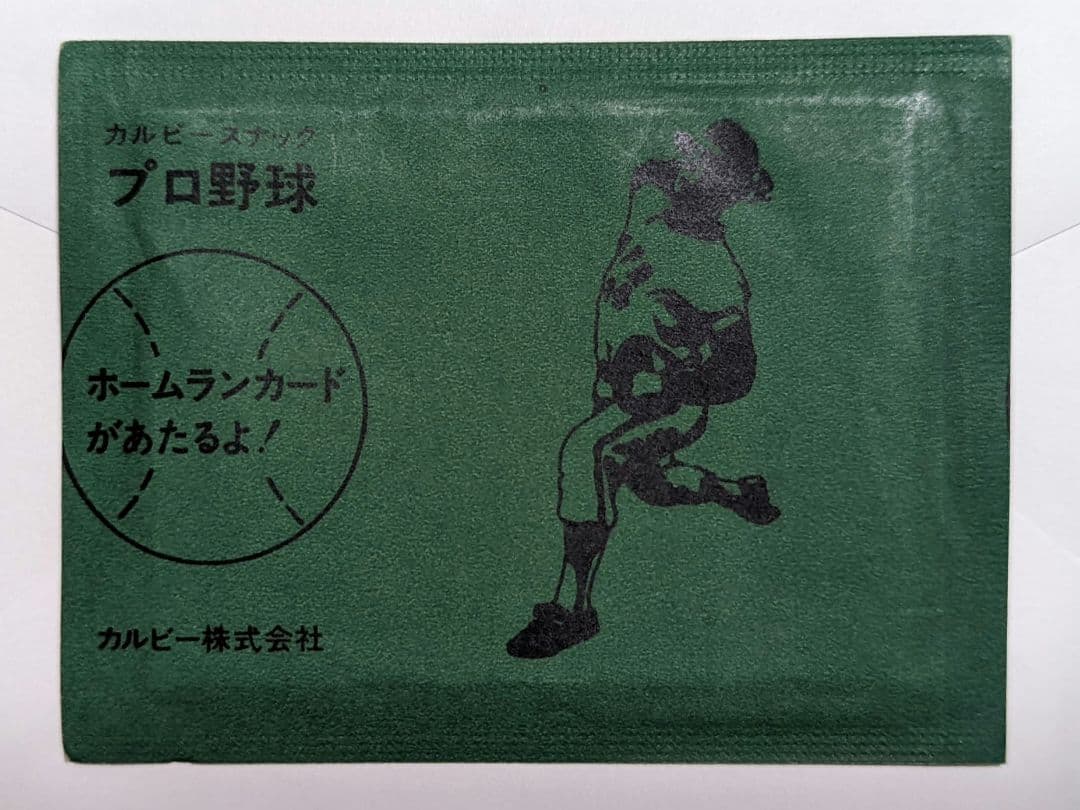 カルビースナック
プロ野球
ホームランカード
があたるよ!
カルビー株式会社